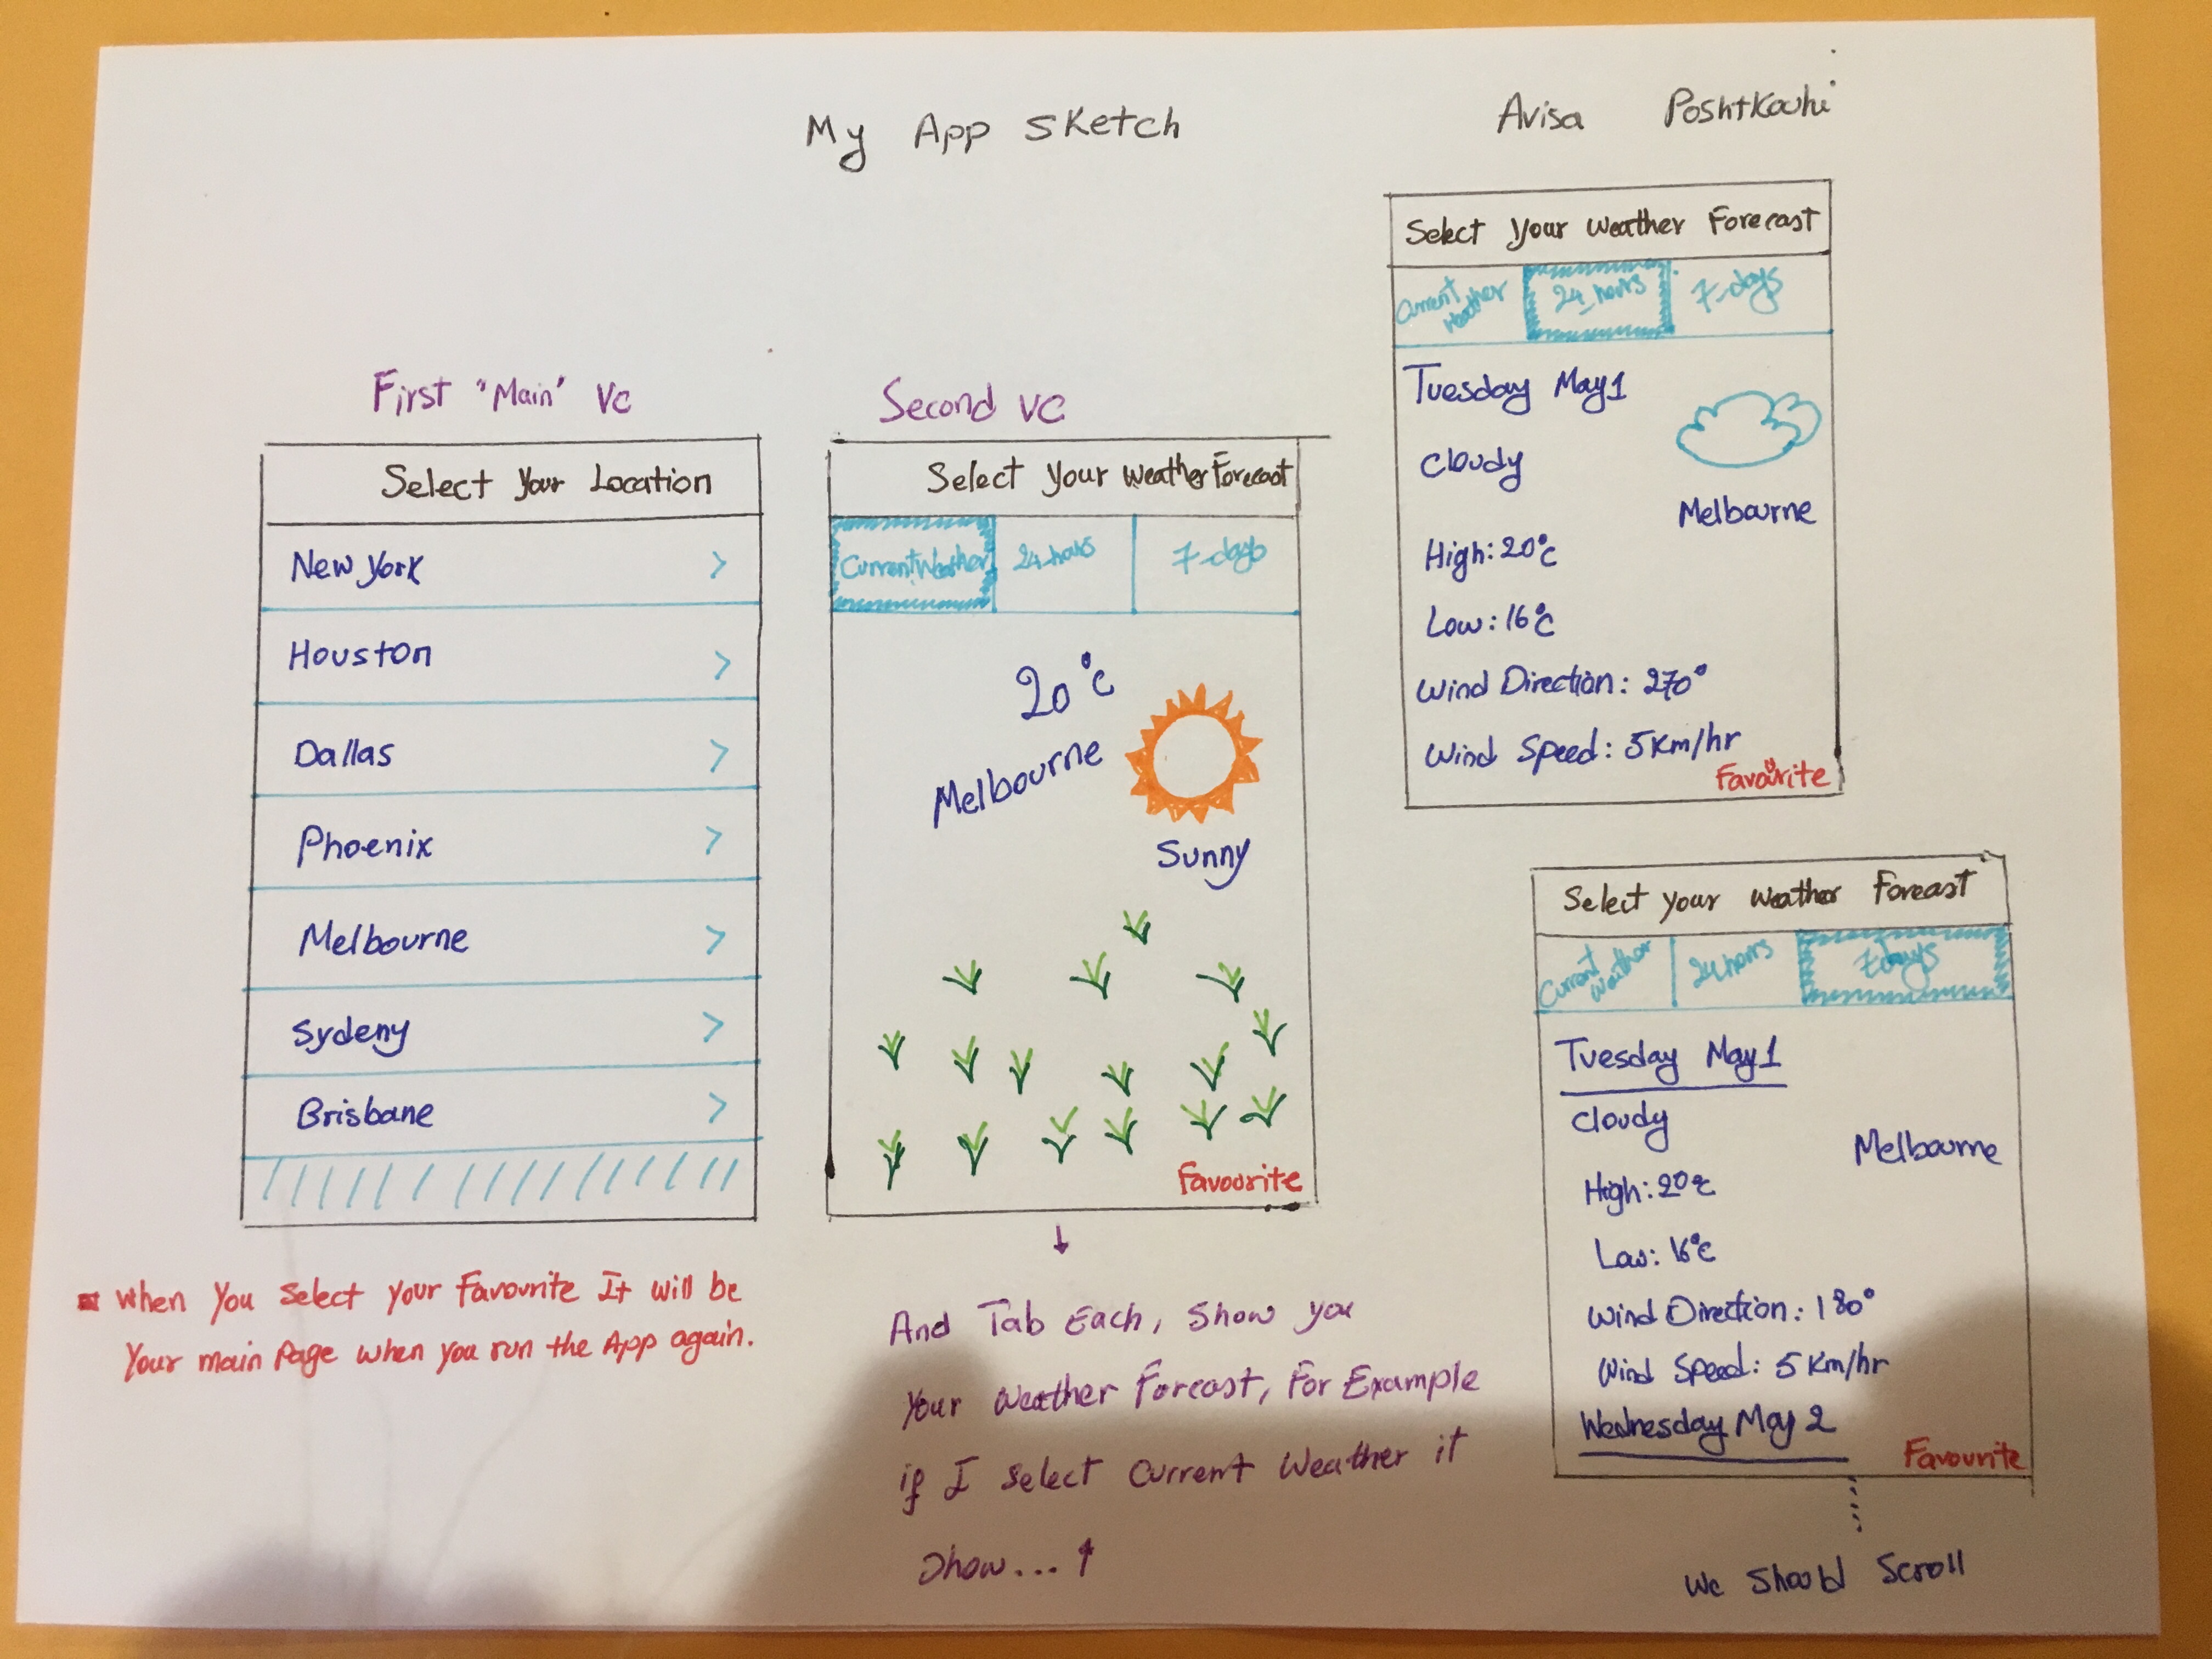 My App Sketch
Avisa Poshtkouhi
First "Main" VC
Select Your Location
New York >
Houston >
Dallas >
Phoenix >
Melbourne >
Sydeny >
Brisbane >
When You Select your Favourite It will be
Your main Page when you run the App again.
Second VC
Select Your Weather Forecast
Current Weather 24_hours 7-days
20°C
Melbourne
Sunny
Favourite
And Tab Each, Show you
Your Weather Forecast, For Example
if I Select Current Weather it
Show...
Select Your Weather Forecast
Current Weather 24_hours 7-days
Tuesday May 1
Cloudy
Melbourne
High: 20°C
Low: 16°C
Wind Direction: 270°
Wind Speed: 5 Km/hr
Favourite
Select your Weather Forecast
Current Weather 24 hours 7 days
Tuesday May 1
Cloudy
Melbourne
High: 20°C
Low: 16°C
Wind Direction: 180°
Wind Speed: 5 Km/hr
Wednesday May 2
Favourite
We Should Scroll